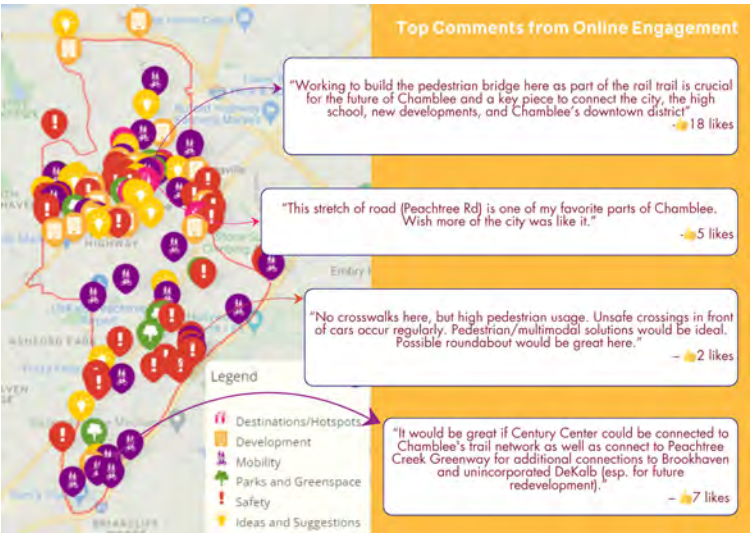 Top Comments from Online Engagement
“Working to build the pedestrian bridge here as part of the rail trail is crucial
for the future of Chamblee and a key piece to connect the city, the high
school, new developments, and Chamblee’s downtown district”
-👍18 likes
“This stretch of road (Peachtree Rd) is one of my favorite parts of Chamblee.
Wish more of the city was like it.”
-👍5 likes
“No crosswalks here, but high pedestrian usage. Unsafe crossings in front
of cars occur regularly. Pedestrian/multimodal solutions would be ideal.
Possible roundabout would be great here.”
– 👍2 likes
“It would be great if Century Center could be connected to
Chamblee's trail network as well as connect to Peachtree
Creek Greenway for additional connections to Brookhaven
and unincorporated DeKalb (esp. for future
redevelopment).”
– 👍7 likes
HIGHWAY
Embry
ASHFORD PARK
Legend
Destinations/Hotspots
Development
Mobility
Parks and Greenspace
Safety
Ideas and Suggestions
BRIARCLIFF